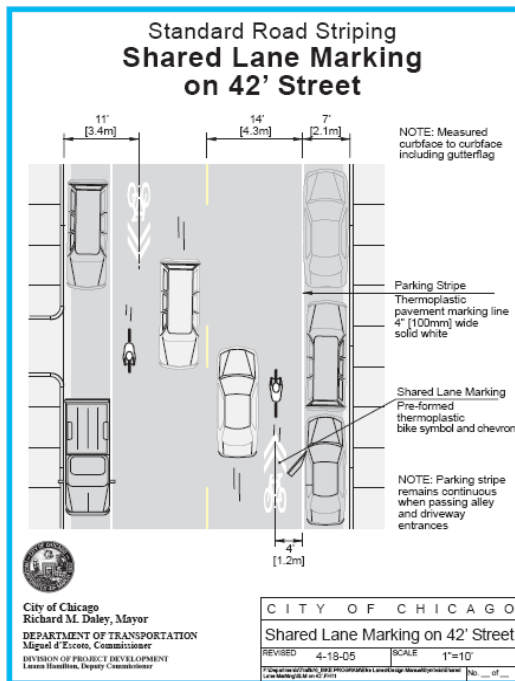 Standard Road Striping
Shared Lane Marking
on 42' Street
11'
[3.4m]
14'
[4.3m]
7'
[2.1m]
NOTE: Measured
curbface to curbface
including gutterflag
Parking Stripe
Thermoplastic
pavement marking line
4" [100mm] wide
solid white
Shared Lane Marking
Pre-formed
thermoplastic
bike symbol and chevron
NOTE: Parking stripe
remains continuous
when passing alley
and driveway
entrances
4'
[1.2m]
City of Chicago
Richard M. Daley, Mayor
DEPARTMENT OF TRANSPORTATION
Miguel d'Escoto, Commissioner
DIVISION OF PROJECT DEVELOPMENT
Luann Hamilton, Deputy Commissioner
CITY OF CHICAGO
Shared Lane Marking on 42' Street
REVISED 4-18-05 SCALE 1"=10'
No. __ of __